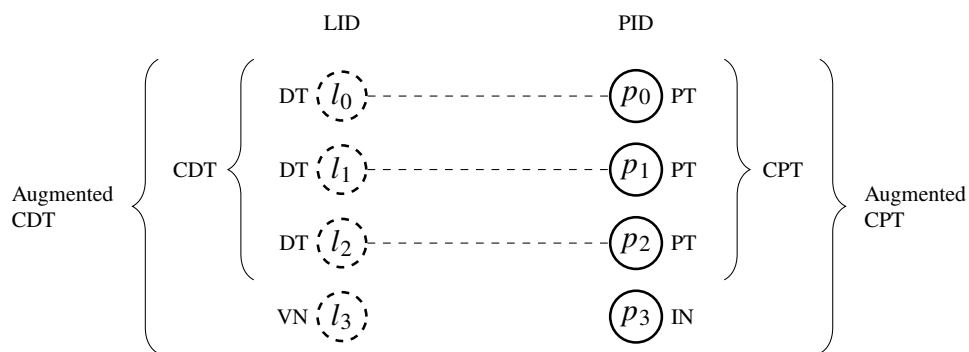 LID PID
DT l₀ p₀ PT
CDT DT l₁ p₁ PT CPT
Augmented
CDT
Augmented
CPT
DT l₂ p₂ PT
VN l₃ p₃ IN